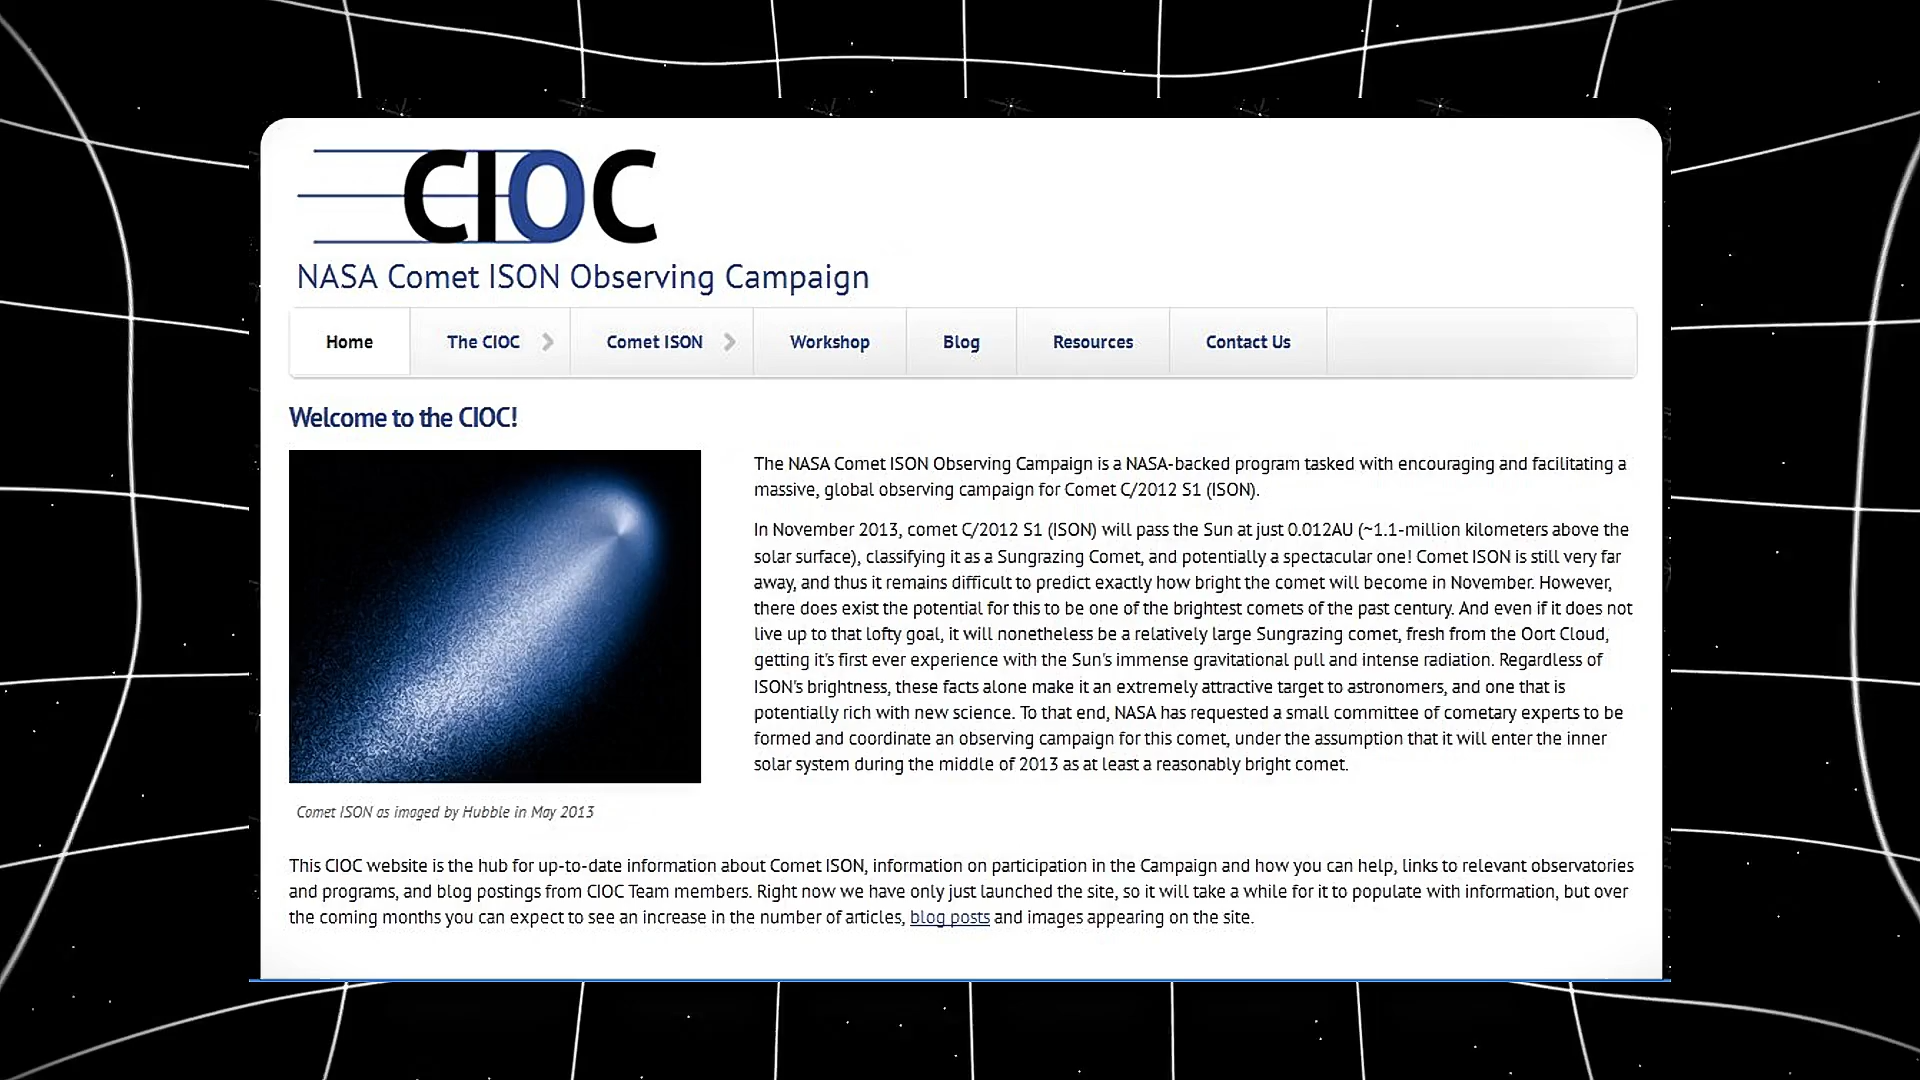 CIOC
NASA Comet ISON Observing Campaign
Home
The CIOC
Comet ISON
Workshop
Blog
Resources
Contact Us
Welcome to the CIOC!
The NASA Comet ISON Observing Campaign is a NASA-backed program tasked with encouraging and facilitating a
massive, global observing campaign for Comet C/2012 S1 (ISON).
In November 2013, comet C/2012 S1 (ISON) will pass the Sun at just 0.012AU (~1.1-million kilometers above the
solar surface), classifying it as a Sungrazing Comet, and potentially a spectacular one! Comet ISON is still very far
away, and thus it remains difficult to predict exactly how bright the comet will become in November. However,
there does exist the potential for this to be one of the brightest comets of the past century. And even if it does not
live up to that lofty goal, it will nonetheless be a relatively large Sungrazing comet, fresh from the Oort Cloud,
getting it's first ever experience with the Sun's immense gravitational pull and intense radiation. Regardless of
ISON's brightness, these facts alone make it an extremely attractive target to astronomers, and one that is
potentially rich with new science. To that end, NASA has requested a small committee of cometary experts to be
formed and coordinate an observing campaign for this comet, under the assumption that it will enter the inner
solar system during the middle of 2013 as at least a reasonably bright comet.
Comet ISON as imaged by Hubble in May 2013
This CIOC website is the hub for up-to-date information about Comet ISON, information on participation in the Campaign and how you can help, links to relevant observatories
and programs, and blog postings from CIOC Team members. Right now we have only just launched the site, so it will take a while for it to populate with information, but over
the coming months you can expect to see an increase in the number of articles, blog posts and images appearing on the site.